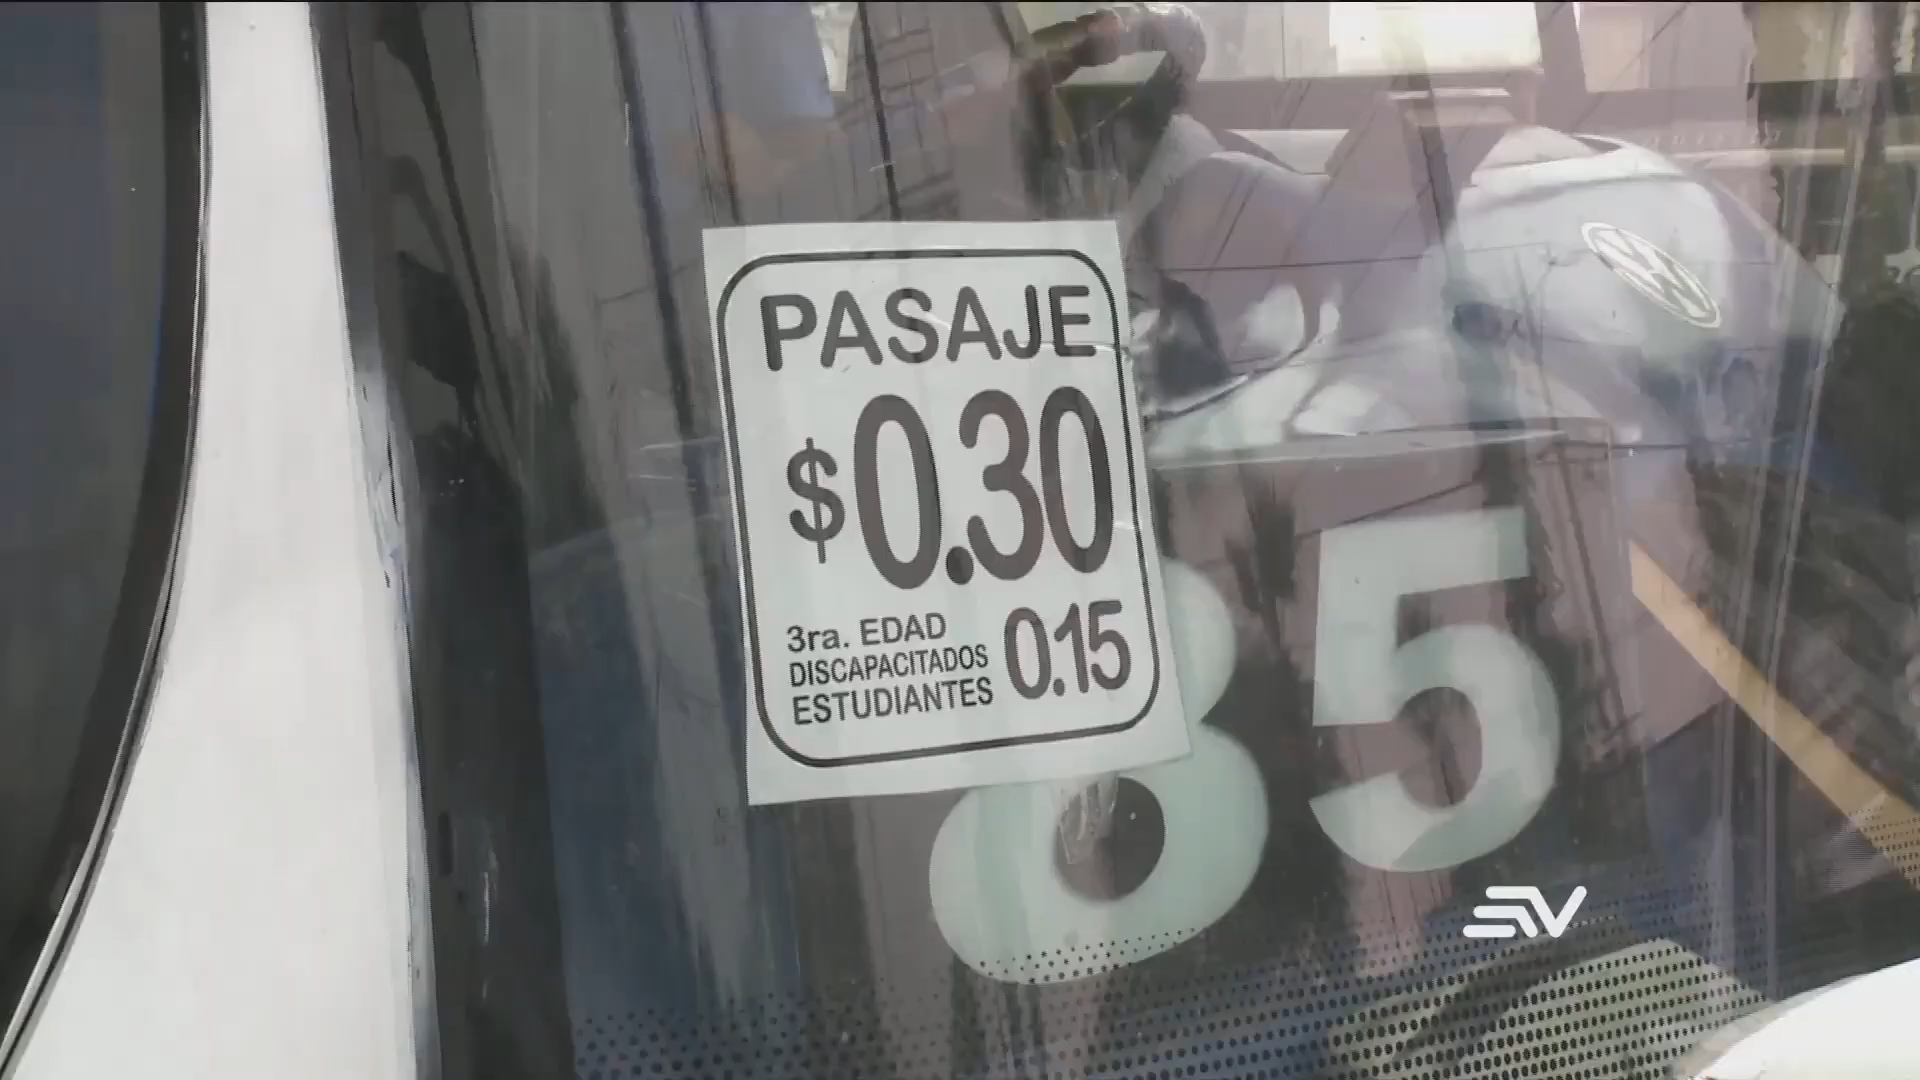 PASAJE
$0.30
3ra. EDAD
DISCAPACITADOS
ESTUDIANTES
0.15
85